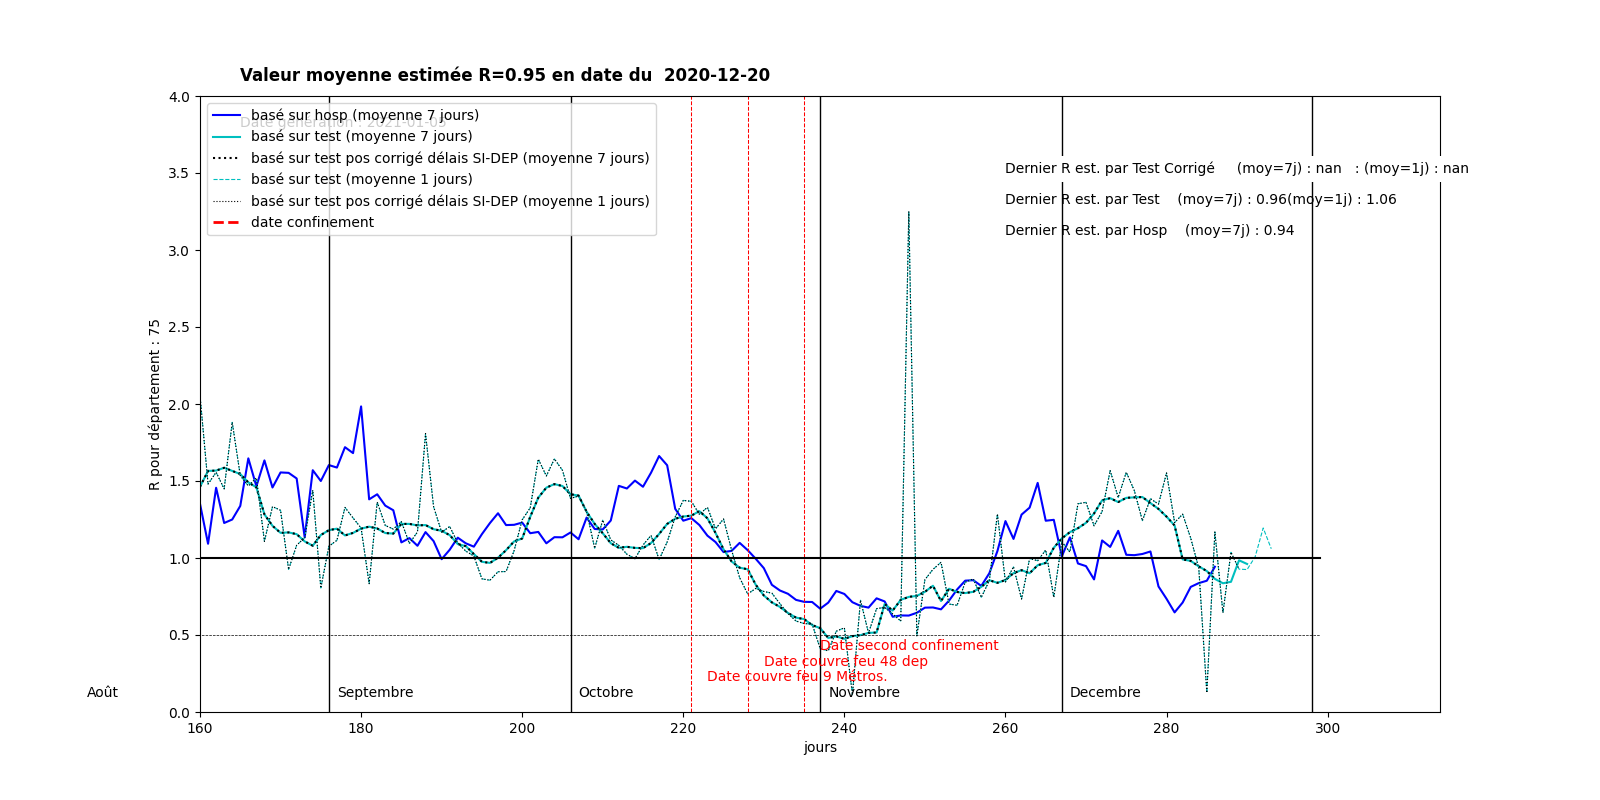 Valeur moyenne estimée R=0.95 en date du  2020-12-20
Date génération : 2021-01-05
basé sur hosp (moyenne 7 jours)
basé sur test (moyenne 7 jours)
basé sur test pos corrigé délais SI-DEP (moyenne 7 jours)
basé sur test (moyenne 1 jours)
basé sur test pos corrigé délais SI-DEP (moyenne 1 jours)
date confinement
Dernier R est. par Test Corrigé     (moy=7j) : nan   : (moy=1j) : nan
Dernier R est. par Test    (moy=7j) : 0.96(moy=1j) : 1.06
Dernier R est. par Hosp    (moy=7j) : 0.94
R pour département : 75
4.0
3.5
3.0
2.5
2.0
1.5
1.0
0.5
0.0
Date second confinement
Date couvre feu 48 dep
Date couvre feu 9 Métros.
Août
Septembre
Octobre
Novembre
Decembre
160
180
200
220
240
260
280
300
jours